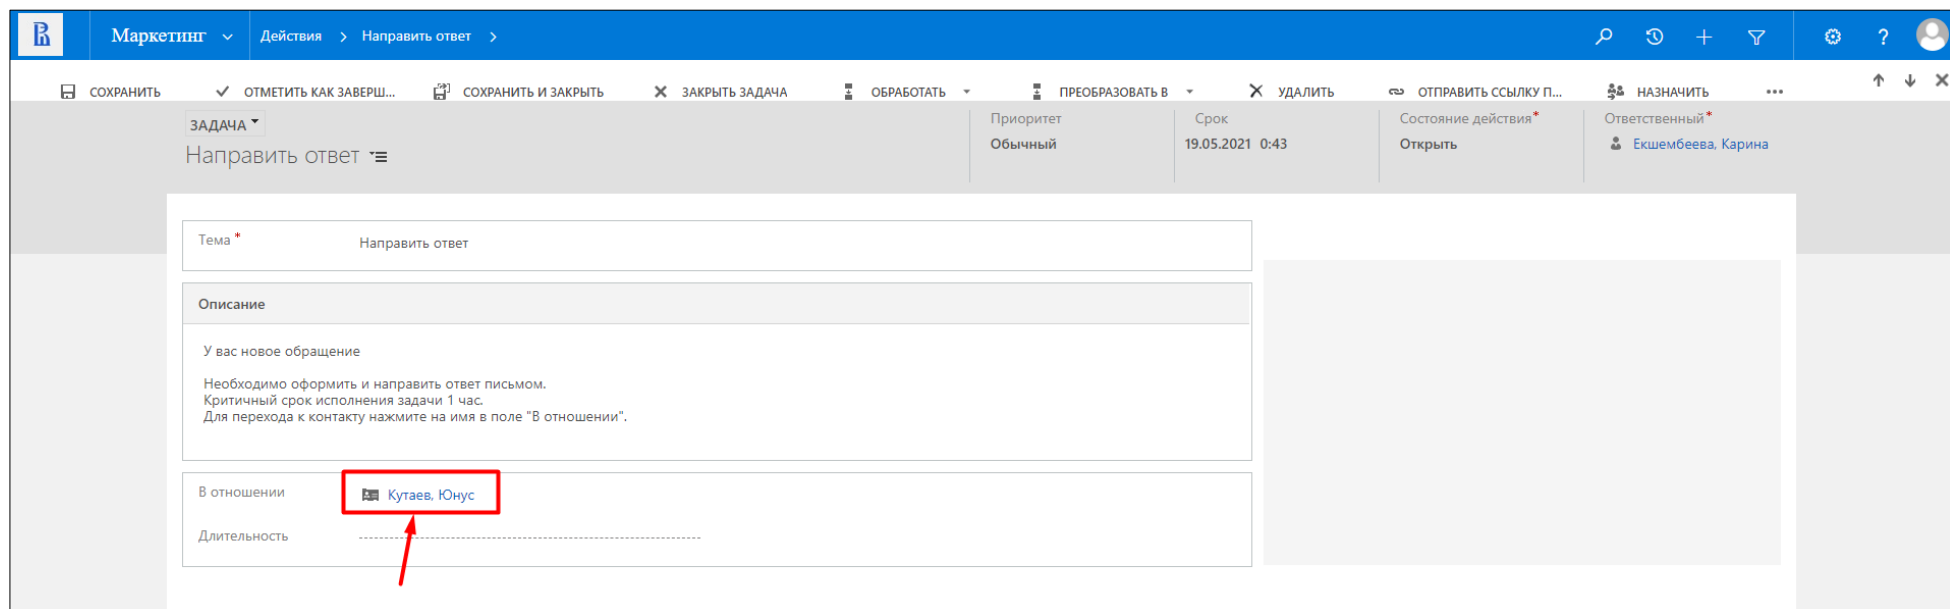 Маркетинг Действия > Направить ответ >
СОХРАНИТЬ ОТМЕТИТЬ КАК ЗАВЕРШ... СОХРАНИТЬ И ЗАКРЫТЬ ЗАКРЫТЬ ЗАДАЧА ОБРАБОТАТЬ ПРЕОБРАЗОВАТЬ В УДАЛИТЬ ОТПРАВИТЬ ССЫЛКУ П... НАЗНАЧИТЬ ...
ЗАДАЧА
Направить ответ
Приоритет
Обычный
Срок
19.05.2021 0:43
Состояние действия*
Открыть
Ответственный*
Екшембеева, Карина
Тема* Направить ответ
Описание
У вас новое обращение
Необходимо оформить и направить ответ письмом.
Критичный срок исполнения задачи 1 час.
Для перехода к контакту нажмите на имя в поле "В отношении".
В отношении Кутаев, Юнус
Длительность